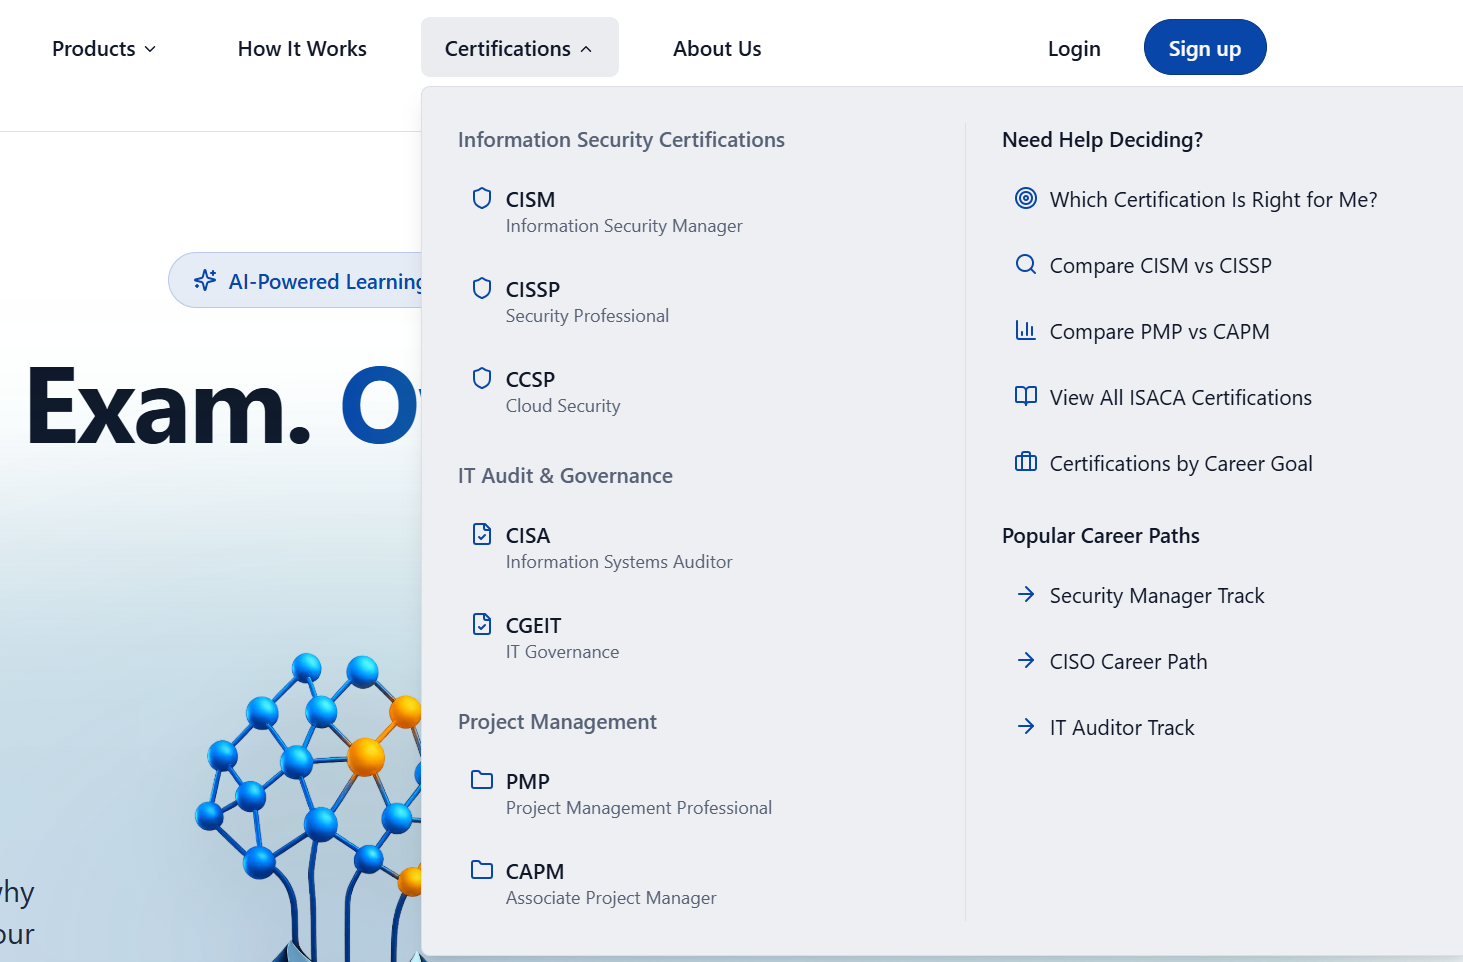 Products
How It Works
Certifications
About Us
Login
Sign up
AI-Powered Learning
Exam.
Information Security Certifications
CISM
Information Security Manager
CISSP
Security Professional
CCSP
Cloud Security
IT Audit & Governance
CISA
Information Systems Auditor
CGEIT
IT Governance
Project Management
PMP
Project Management Professional
CAPM
Associate Project Manager
Need Help Deciding?
Which Certification Is Right for Me?
Compare CISM vs CISSP
Compare PMP vs CAPM
View All ISACA Certifications
Certifications by Career Goal
Popular Career Paths
Security Manager Track
CISO Career Path
IT Auditor Track